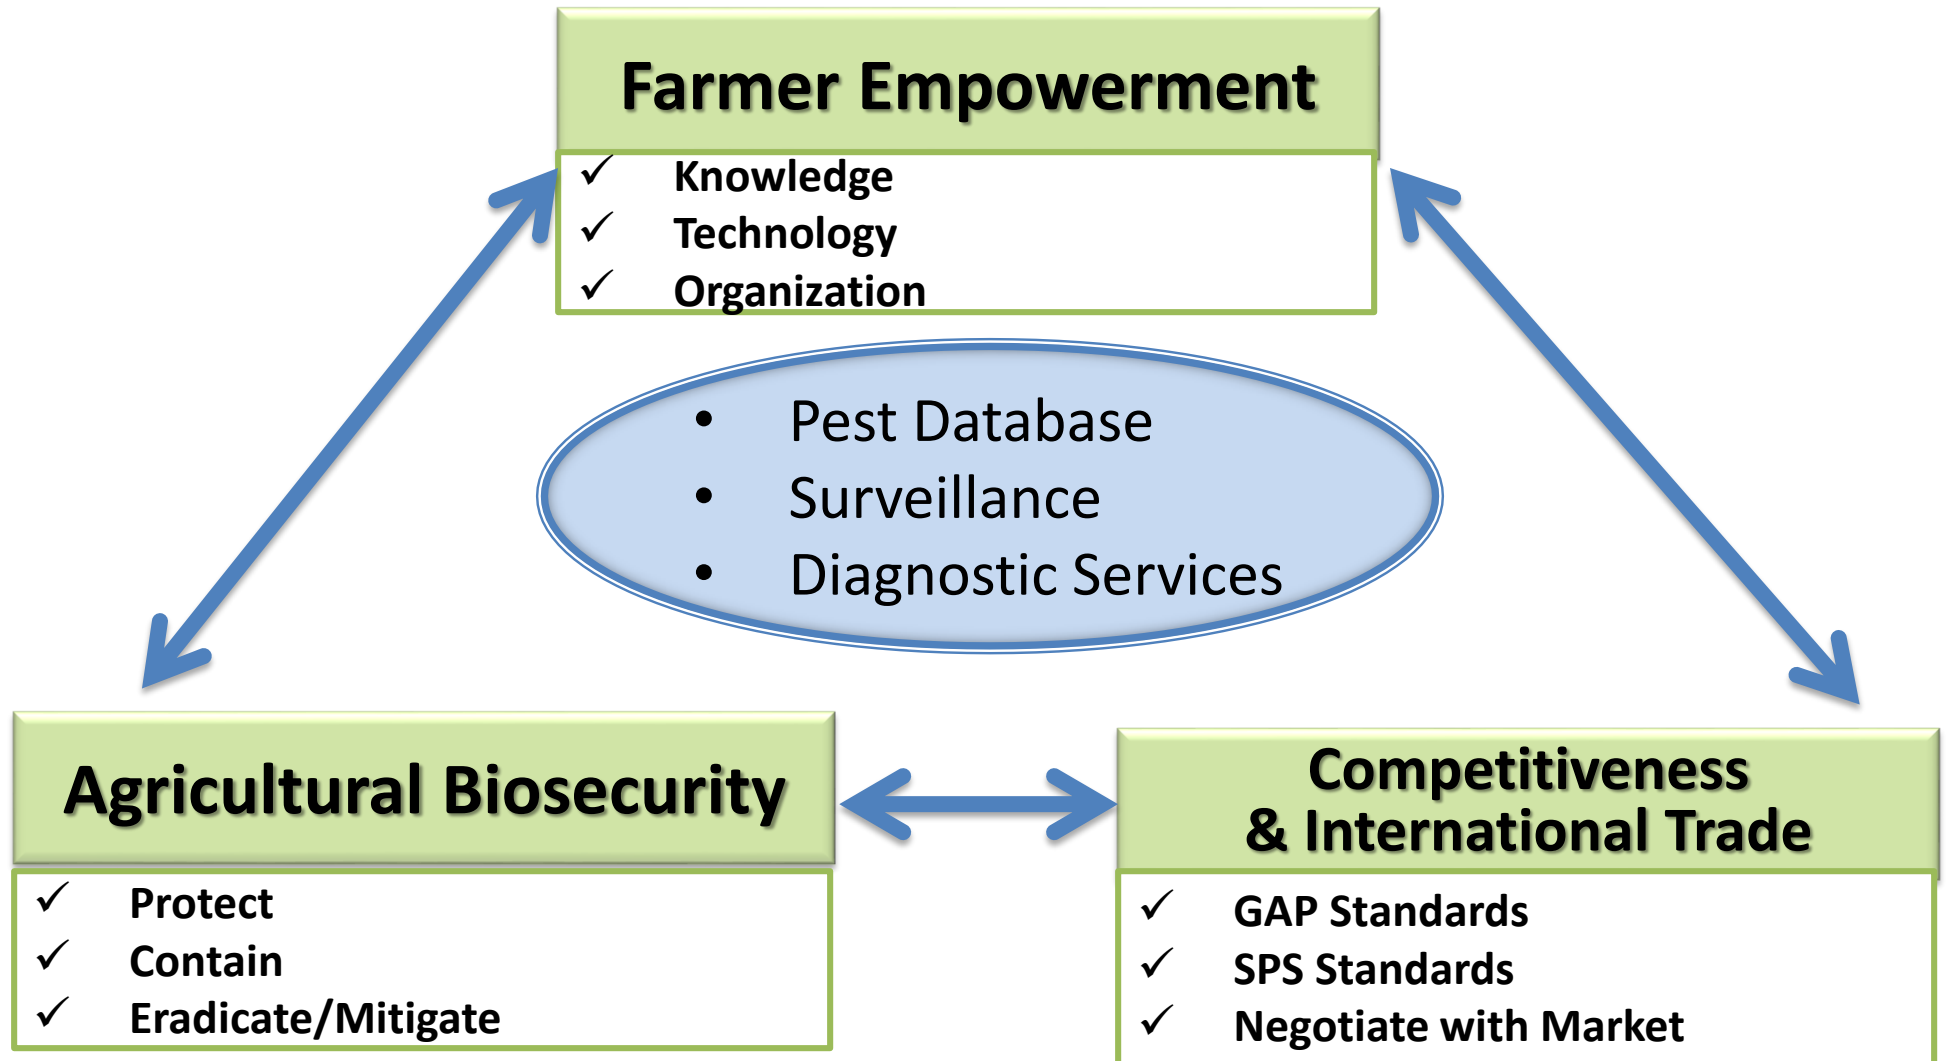 Farmer Empowerment
✓ Knowledge
✓ Technology
✓ Organization
• Pest Database
• Surveillance
• Diagnostic Services
Agricultural Biosecurity
✓ Protect
✓ Contain
✓ Eradicate/Mitigate
Competitiveness
& International Trade
✓ GAP Standards
✓ SPS Standards
✓ Negotiate with Market